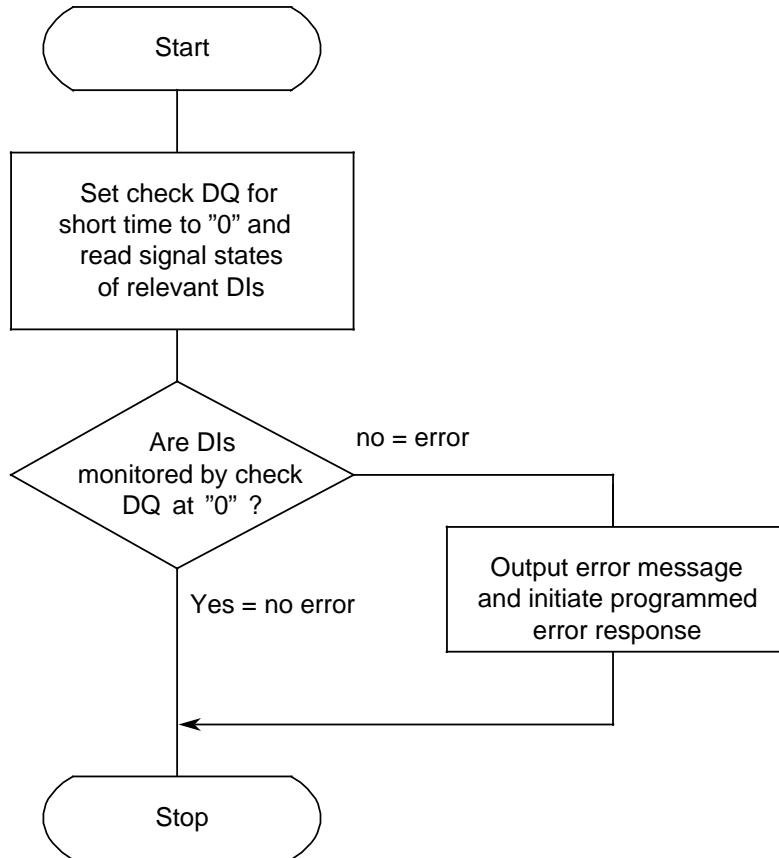 Start
Set check DQ for
short time to ”0” and
read signal states
of relevant DIs
Are DIs
monitored by check
DQ at ”0” ?
no = error
Output error message
and initiate programmed
error response
Yes = no error
Stop